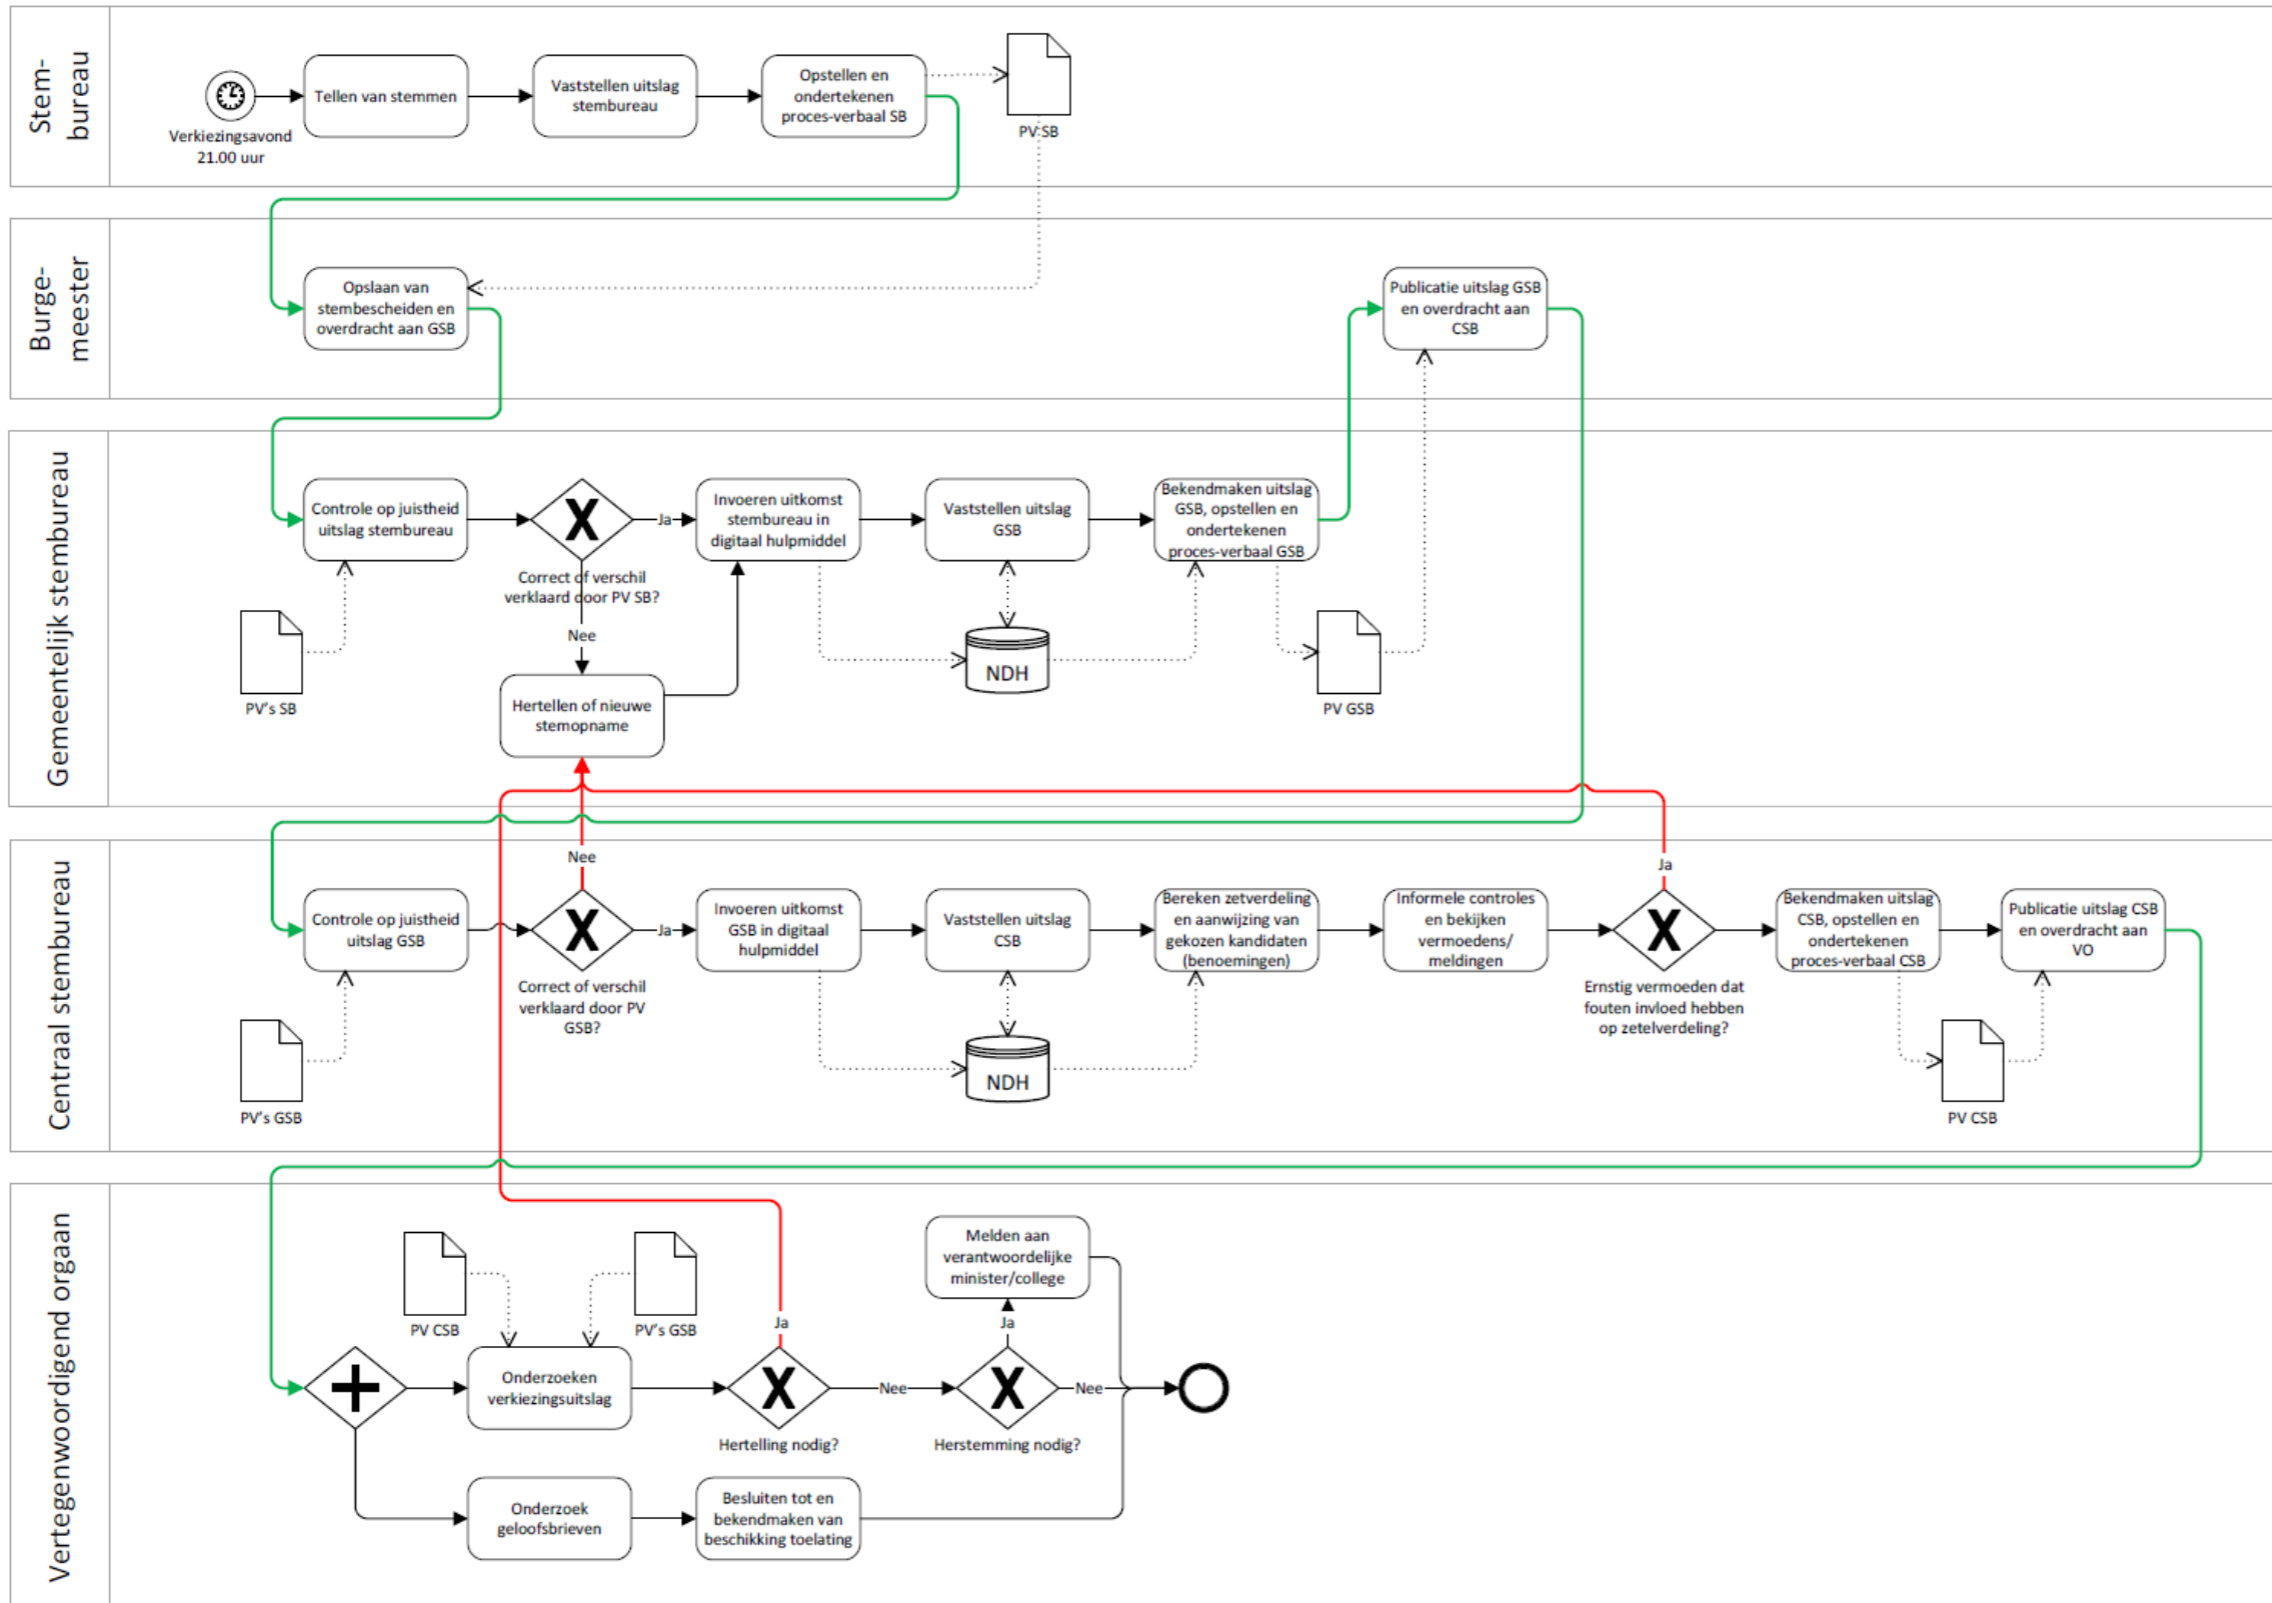 Stem-
bureau
Verkiezingsavond
21.00 uur
Tellen van stemmen
Vaststellen uitslag
stembureau
Opstellen en
ondertekenen
proces-verbaal SB
PV SB
Burge-
meester
Opslaan van
stembescheiden en
overdracht aan GSB
Publicatie uitslag GSB
en overdracht aan
CSB
Gemeentelijk stembureau
Controle op juistheid
uitslag stembureau
PV's SB
X
Correct of verschil
verklaard door PV SB?
Ja
Nee
Hertellen of nieuwe
stemopname
Invoeren uitkomst
stembureau in
digitaal hulpmiddel
Vaststellen uitslag
GSB
NDH
Bekendmaken uitslag
GSB, opstellen en
ondertekenen
proces-verbaal GSB
PV GSB
Centraal stembureau
Controle op juistheid
uitslag GSB
PV's GSB
Nee
X
Correct of verschil
verklaard door PV
GSB?
Ja
Invoeren uitkomst
GSB in digitaal
hulpmiddel
Vaststellen uitslag
CSB
NDH
Bereken zetverdeling
en aanwijzing van
gekozen kandidaten
(benoemingen)
Informele controles
en bekijken
vermoedens/
meldingen
Ja
X
Ernstig vermoeden dat
fouten invloed hebben
op zetelverdeling?
Bekendmaken uitslag
CSB, opstellen en
ondertekenen
proces-verbaal CSB
PV CSB
Publicatie uitslag CSB
en overdracht aan
VO
Vertegenwoordigend orgaan
PV CSB
PV's GSB
Onderzoeken
verkiezingsuitslag
Ja
X
Hertelling nodig?
Nee
Melden aan
verantwoordelijke
minister/college
Ja
X
Herstemming nodig?
Nee
Onderzoek
geloofsbrieven
Besluiten tot en
bekendmaken van
beschikking toelating